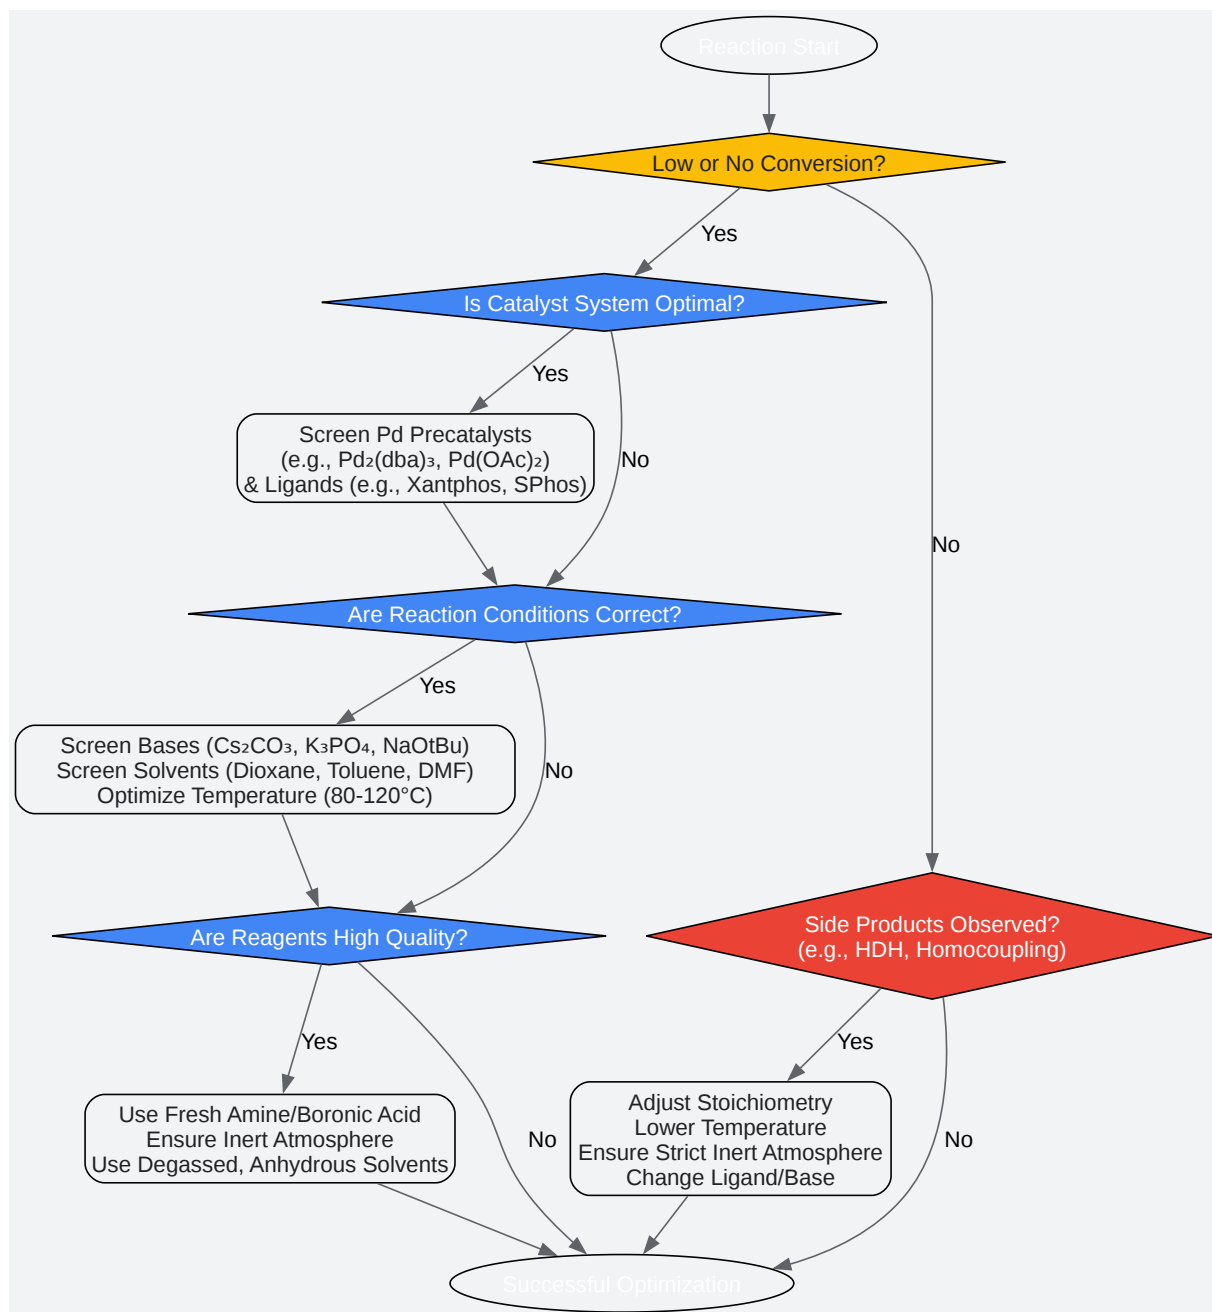 Reaction Start
Low or No Conversion?
Yes
Is Catalyst System Optimal?
Yes
Screen Pd Precatalysts
(e.g., Pd₂(dba)₃, Pd(OAc)₂)
& Ligands (e.g., Xantphos, SPhos)
No
No
Are Reaction Conditions Correct?
Yes
Screen Bases (Cs₂CO₃, K₃PO₄, NaOtBu)
Screen Solvents (Dioxane, Toluene, DMF)
Optimize Temperature (80-120°C)
No
Are Reagents High Quality?
Side Products Observed?
(e.g., HDH, Homocoupling)
Yes
Yes
Use Fresh Amine/Boronic Acid
Ensure Inert Atmosphere
Use Degassed, Anhydrous Solvents
No
Adjust Stoichiometry
Lower Temperature
Ensure Strict Inert Atmosphere
Change Ligand/Base
No
Successful Optimization